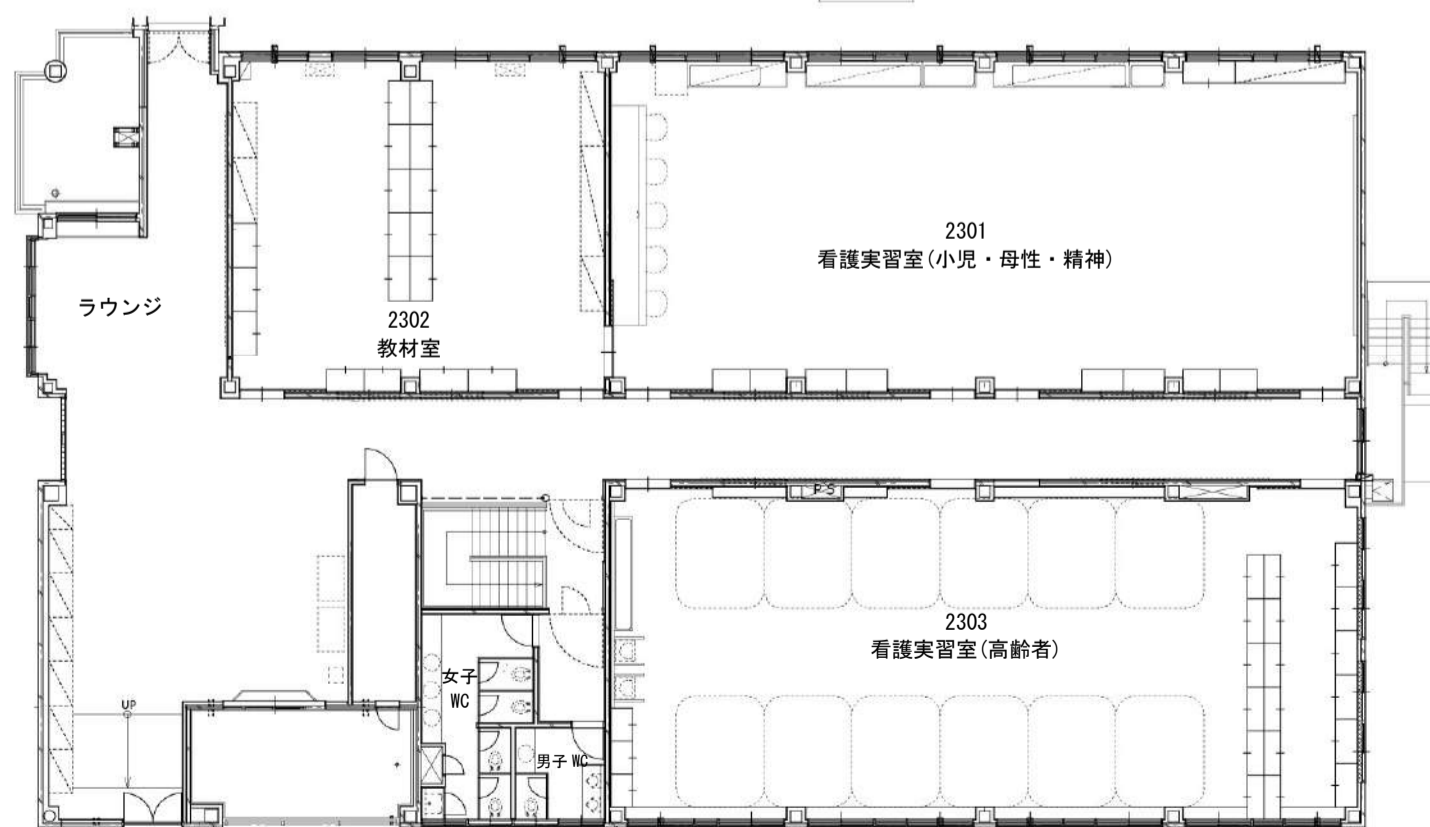 2301
看護実習室(小児・母性・精神)
ラウンジ
2302
教材室
PS
2303
看護実習室(高齢者)
女子
WC
UP
男子 WC